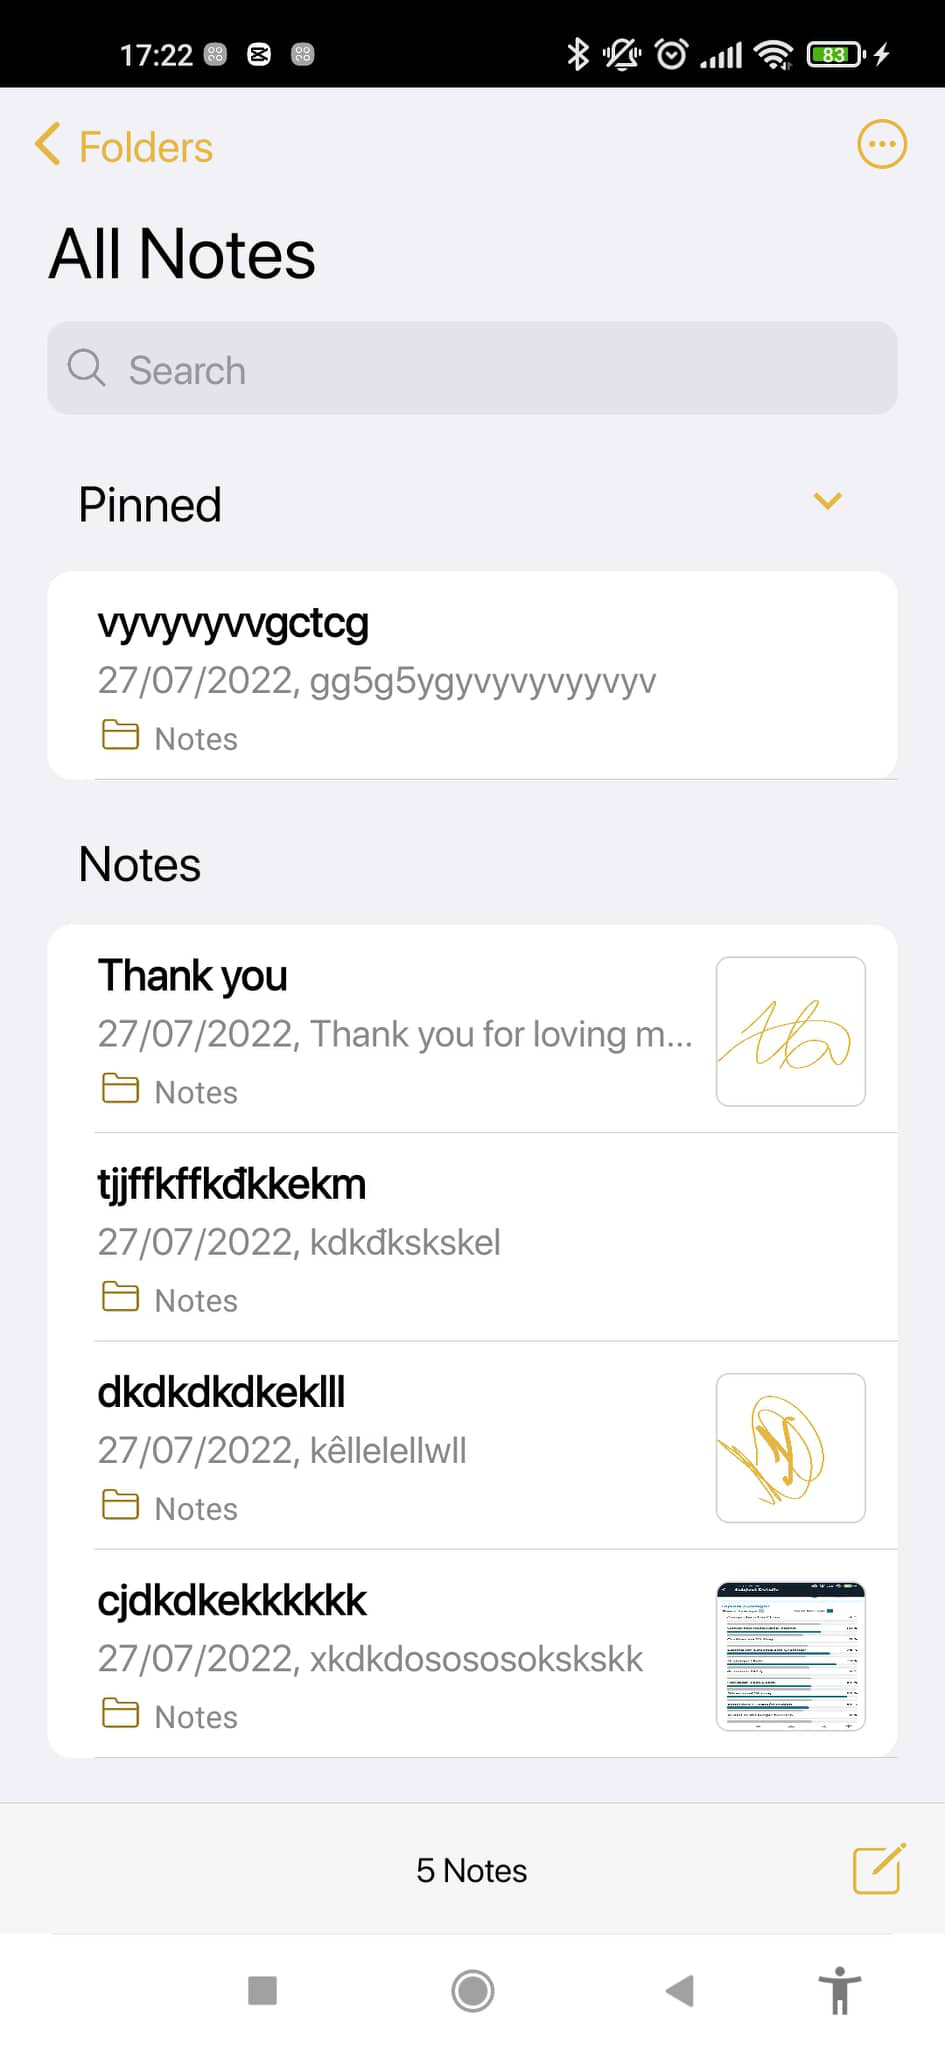 17:22
83
Folders
All Notes
Search
Pinned
vyvyvyvvgctcg
27/07/2022, gg5g5ygyvyvyvyyvyv
Notes
Notes
Thank you
27/07/2022, Thank you for loving m...
Notes
tjjffkffkđkkekm
27/07/2022, kdkđkskskel
Notes
dkdkdkdkeklll
27/07/2022, kêllelellwll
Notes
cjdkdkekkkkkk
27/07/2022, xkdkdosososokskskk
Notes
5 Notes